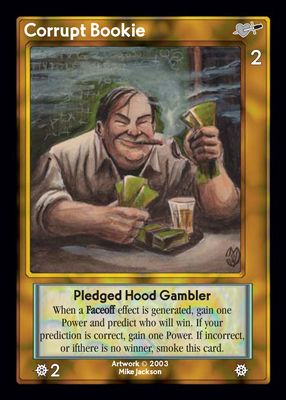 Corrupt Bookie
2
Pledged Hood Gambler
When a Faceoff effect is generated, gain one
Power and predict who will win. If your
prediction is correct, gain one Power. If incorrect,
or ifthere is no winner, smoke this card.
2
Artwork © 2003
Mike Jackson